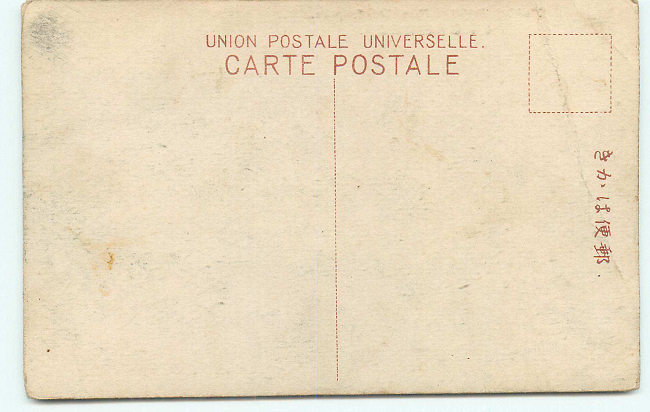 UNION POSTALE UNIVERSELLE.
CARTE POSTALE
きかは便郵